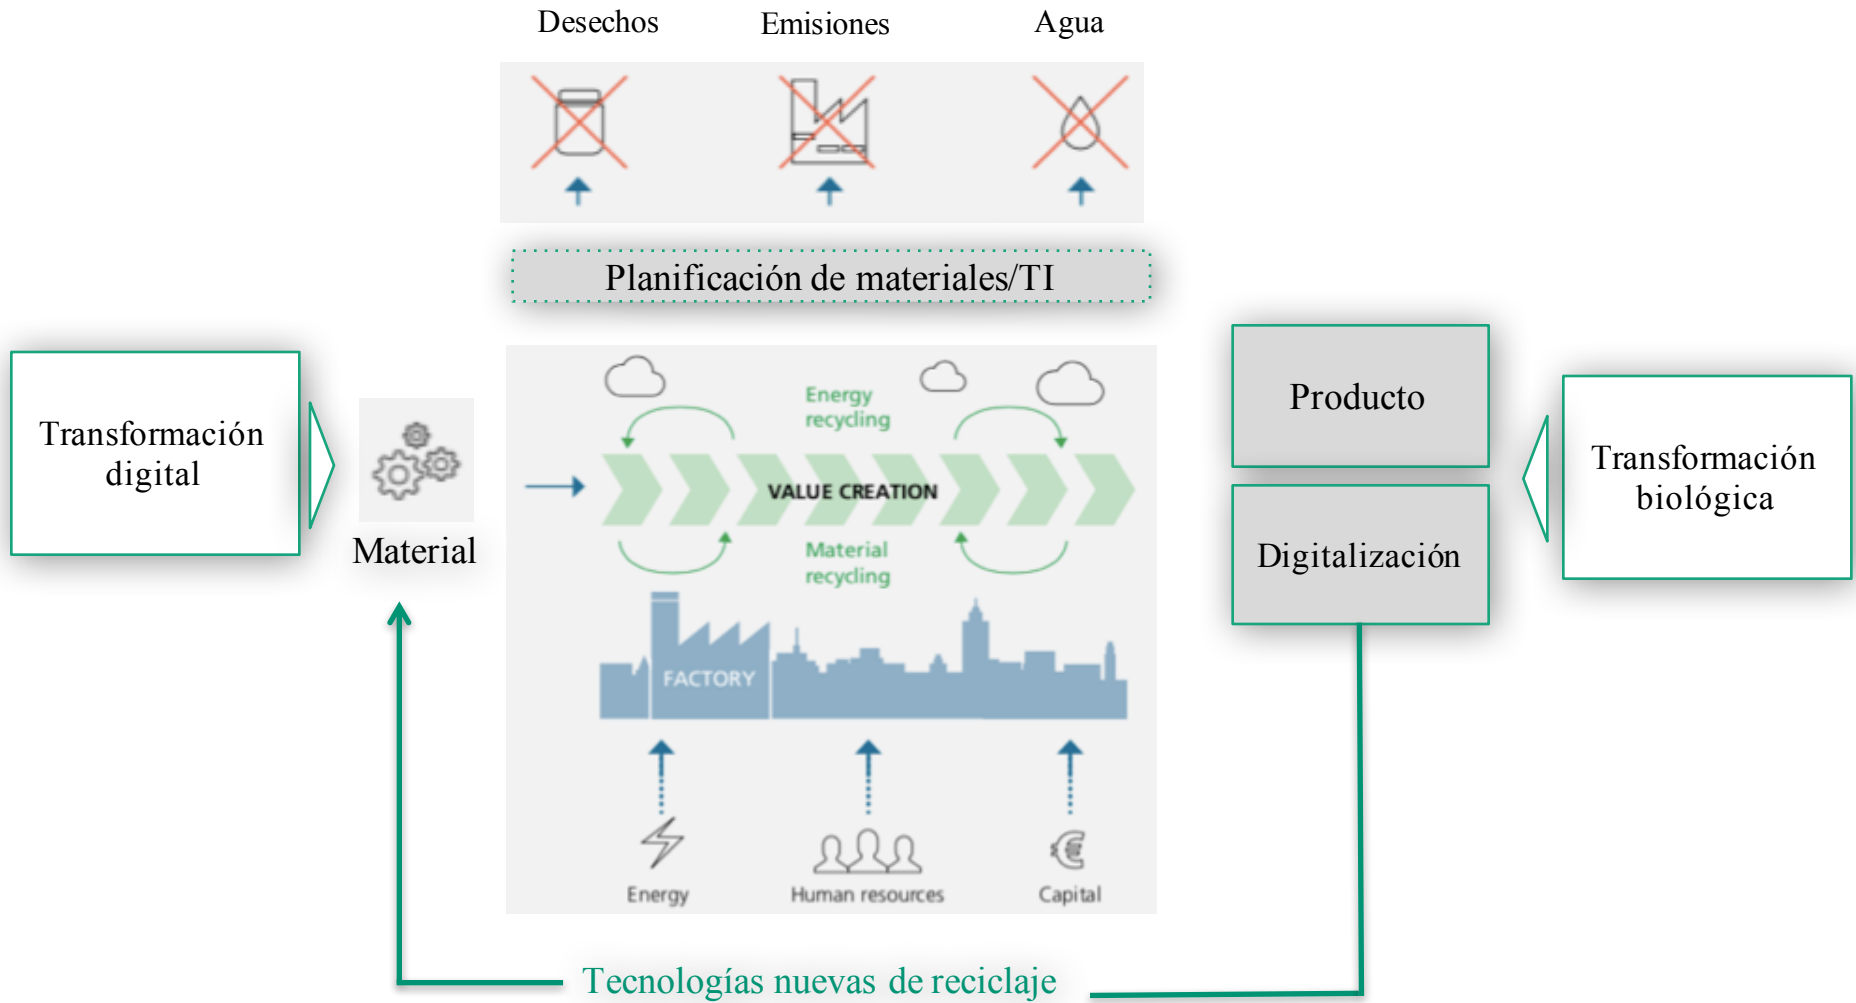 Desechos
Emisiones
Agua
Planificación de materiales/TI
Transformación
digital
Material
Energy
recycling
VALUE CREATION
Material
recycling
FACTORY
Energy
Human resources
Capital
Producto
Digitalización
Transformación
biológica
Tecnologías nuevas de reciclaje